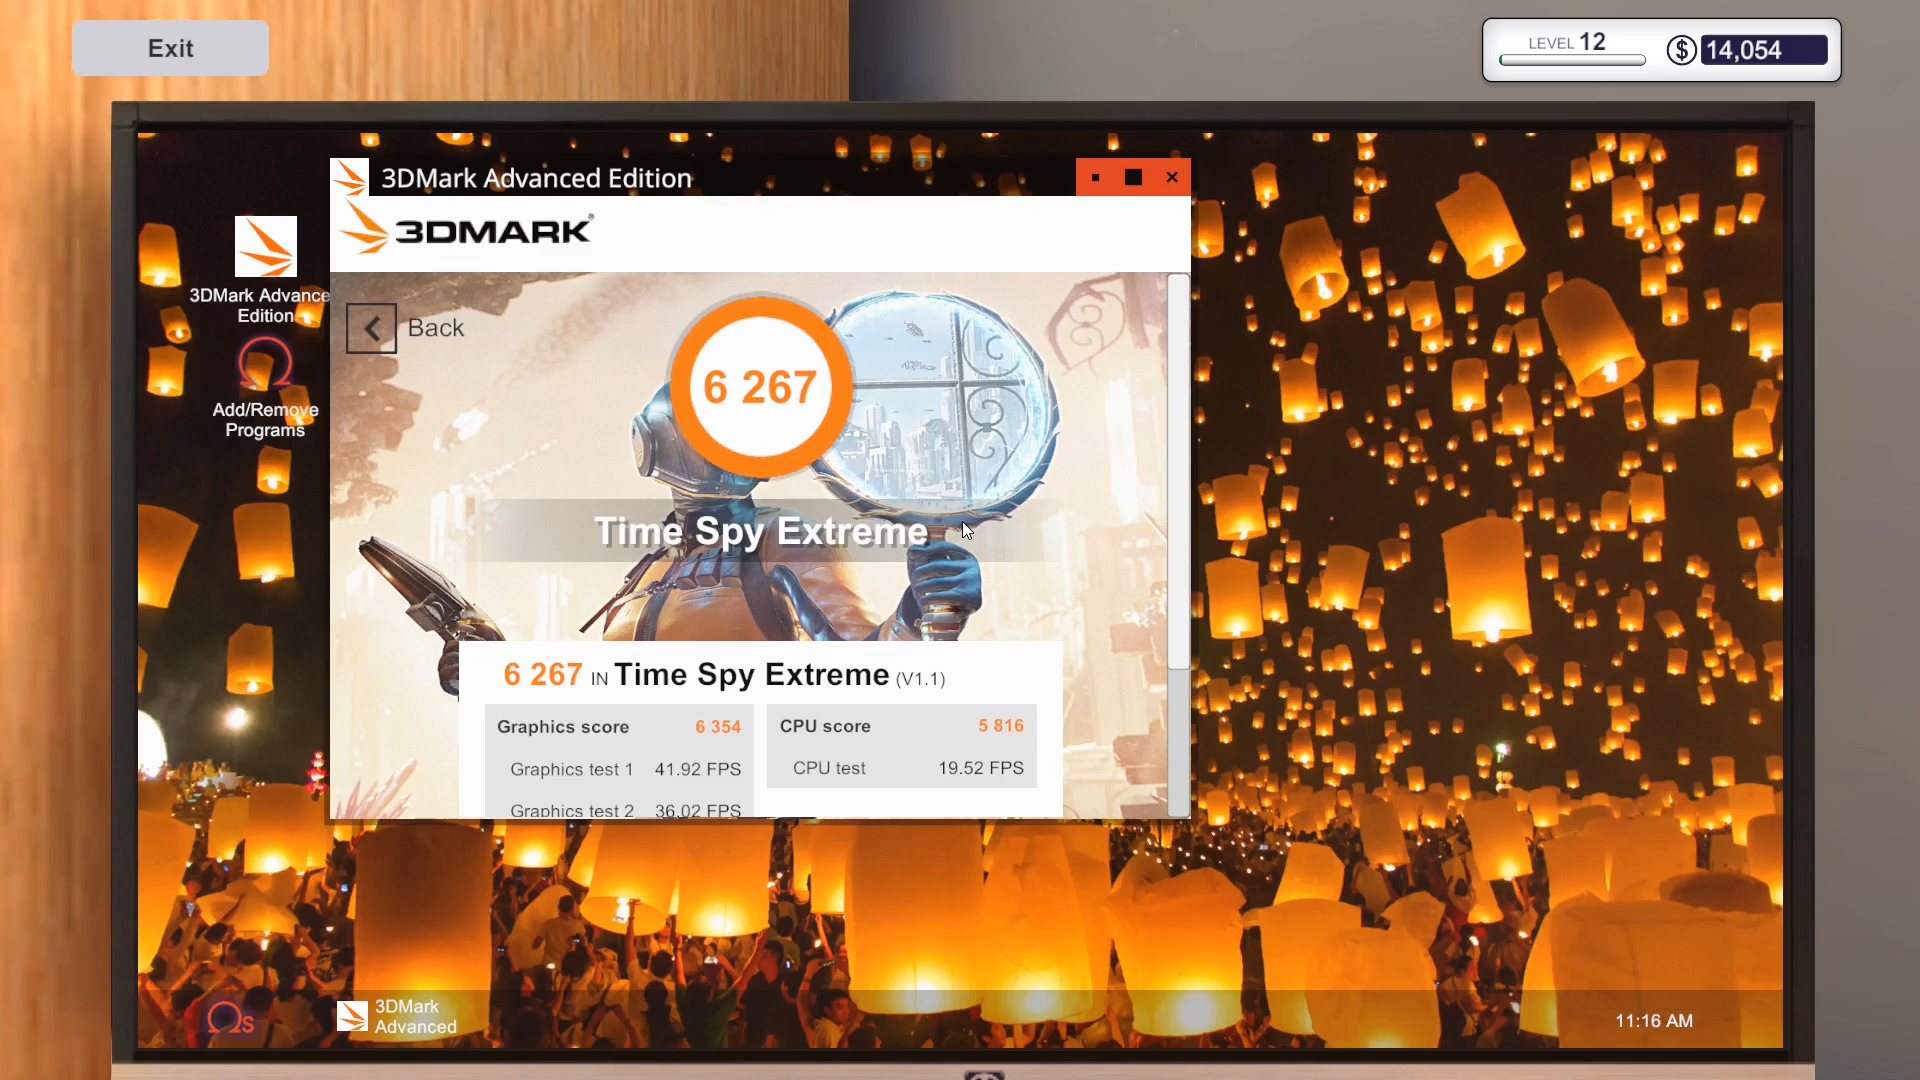 Exit
LEVEL 12
$ 14,054
3DMark Advanced Edition
3DMARK®
3DMark Advance
Edition
Back
6 267
Add/Remove
Programs
Time Spy Extreme
6 267 IN Time Spy Extreme (V1.1)
Graphics score 6 354
CPU score 5 816
Graphics test 1 41.92 FPS
CPU test 19.52 FPS
Graphics test 2 36.02 FPS
Ωs
3DMark
Advanced
11:16 AM